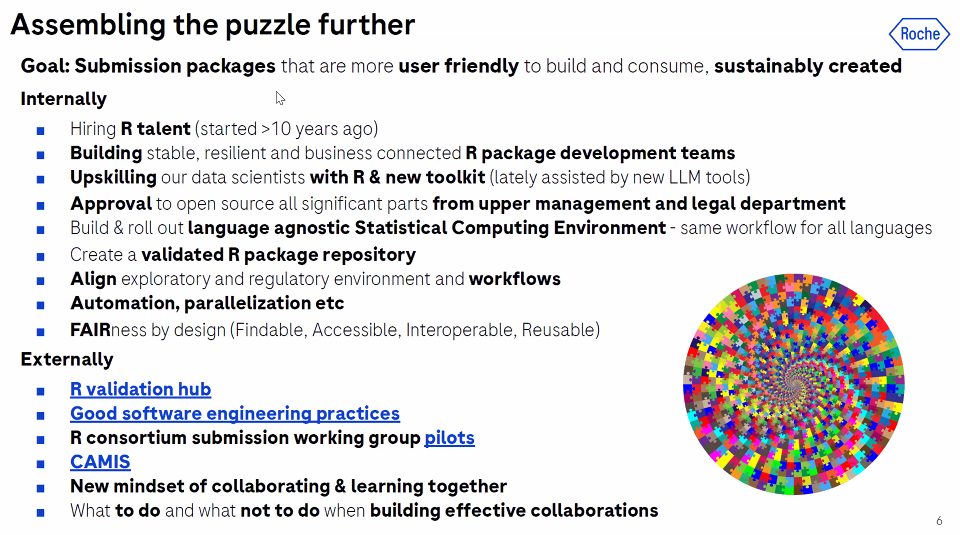 Assembling the puzzle further
Roche
Goal: Submission packages that are more user friendly to build and consume, sustainably created
Internally
■ Hiring R talent (started >10 years ago)
■ Building stable, resilient and business connected R package development teams
■ Upskilling our data scientists with R & new toolkit (lately assisted by new LLM tools)
■ Approval to open source all significant parts from upper management and legal department
■ Build & roll out language agnostic Statistical Computing Environment - same workflow for all languages
■ Create a validated R package repository
■ Align exploratory and regulatory environment and workflows
■ Automation, parallelization etc
■ FAIRness by design (Findable, Accessible, Interoperable, Reusable)
Externally
■ R validation hub
■ Good software engineering practices
■ R consortium submission working group pilots
■ CAMIS
■ New mindset of collaborating & learning together
■ What to do and what not to do when building effective collaborations
6